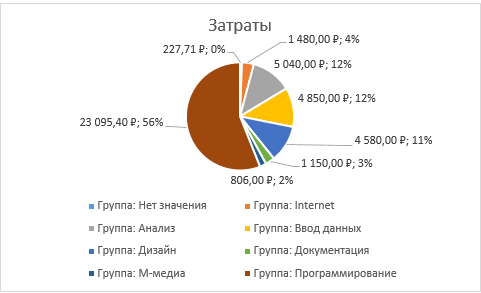 Затраты
227,71 ₽; 0%
1 480,00 ₽; 4%
5 040,00 ₽; 12%
4 850,00 ₽; 12%
23 095,40 ₽; 56%
4 580,00 ₽; 11%
1 150,00 ₽; 3%
806,00 ₽; 2%
Группа: Нет значения
Группа: Internet
Группа: Анализ
Группа: Ввод данных
Группа: Дизайн
Группа: Документация
Группа: М-медиа
Группа: Программирование